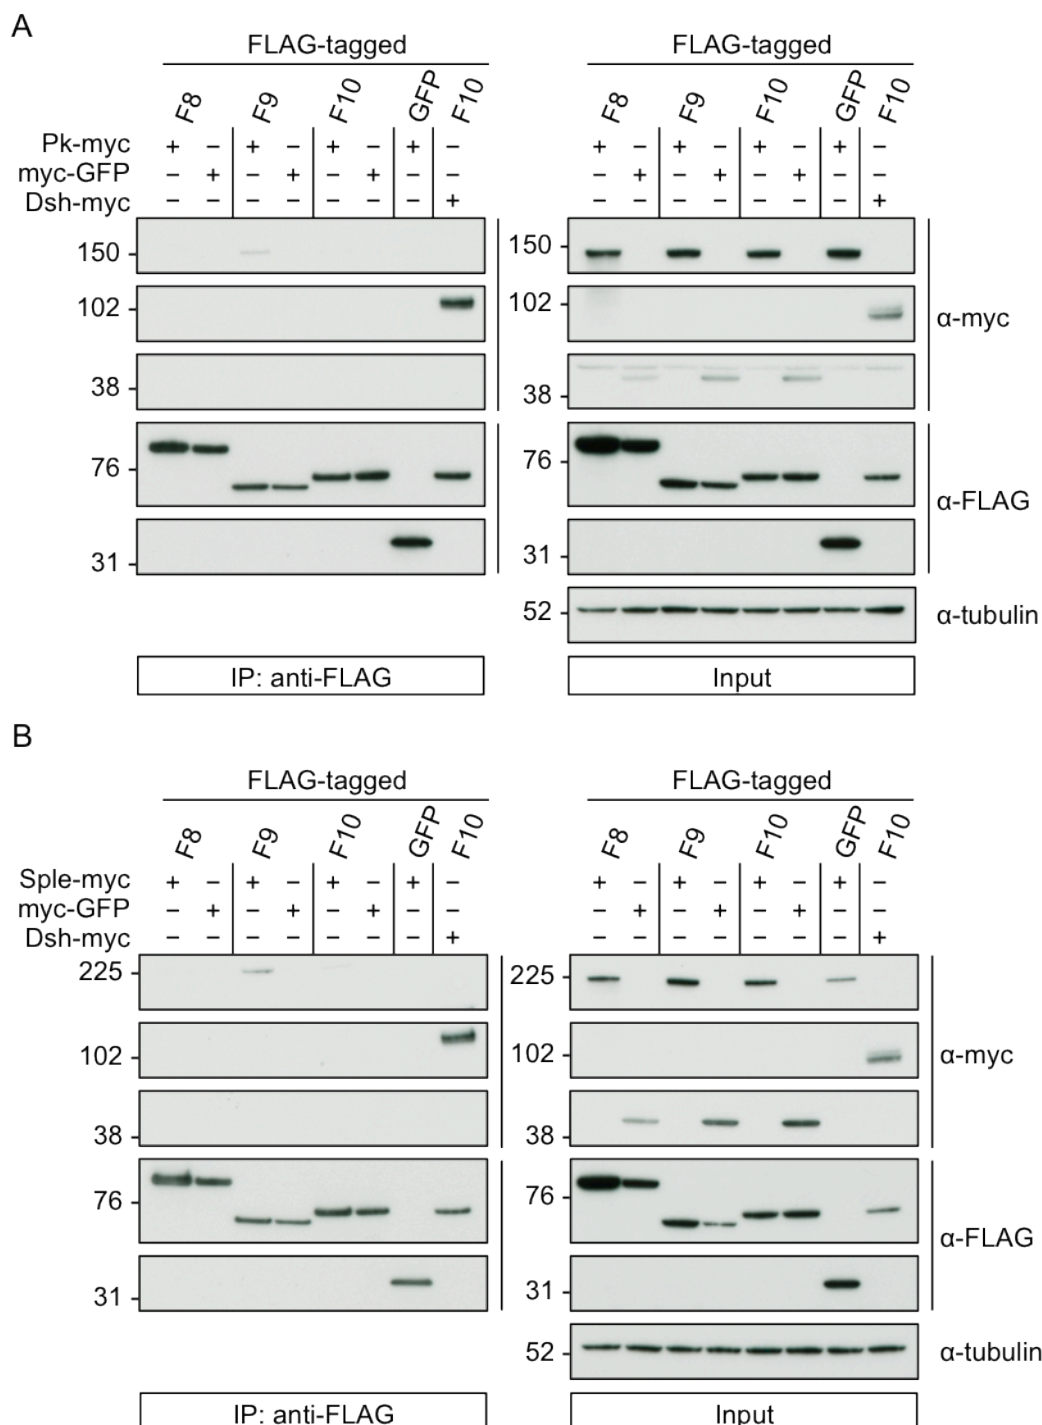 A
FLAG-tagged FLAG-tagged
F8 F9 F10 GFP F10 F8 F9 F10 GFP F10
Pk-myc + – + – + – + – + – + – + – + –
myc-GFP – + – + – + – – – + – + – + – –
Dsh-myc – – – – – – – + – – – – – – – +
150 150
102 102 α-myc
38 38
76 76
α-FLAG
31 31
52 α-tubulin
IP: anti-FLAG Input
B
FLAG-tagged FLAG-tagged
F8 F9 F10 GFP F10 F8 F9 F10 GFP F10
Sple-myc + – + – + – + – + – + – + – + –
myc-GFP – + – + – + – – – + – + – + – –
Dsh-myc – – – – – – – + – – – – – – – +
225 225
102 102 α-myc
38 38
76 76
α-FLAG
31 31
52 α-tubulin
IP: anti-FLAG Input